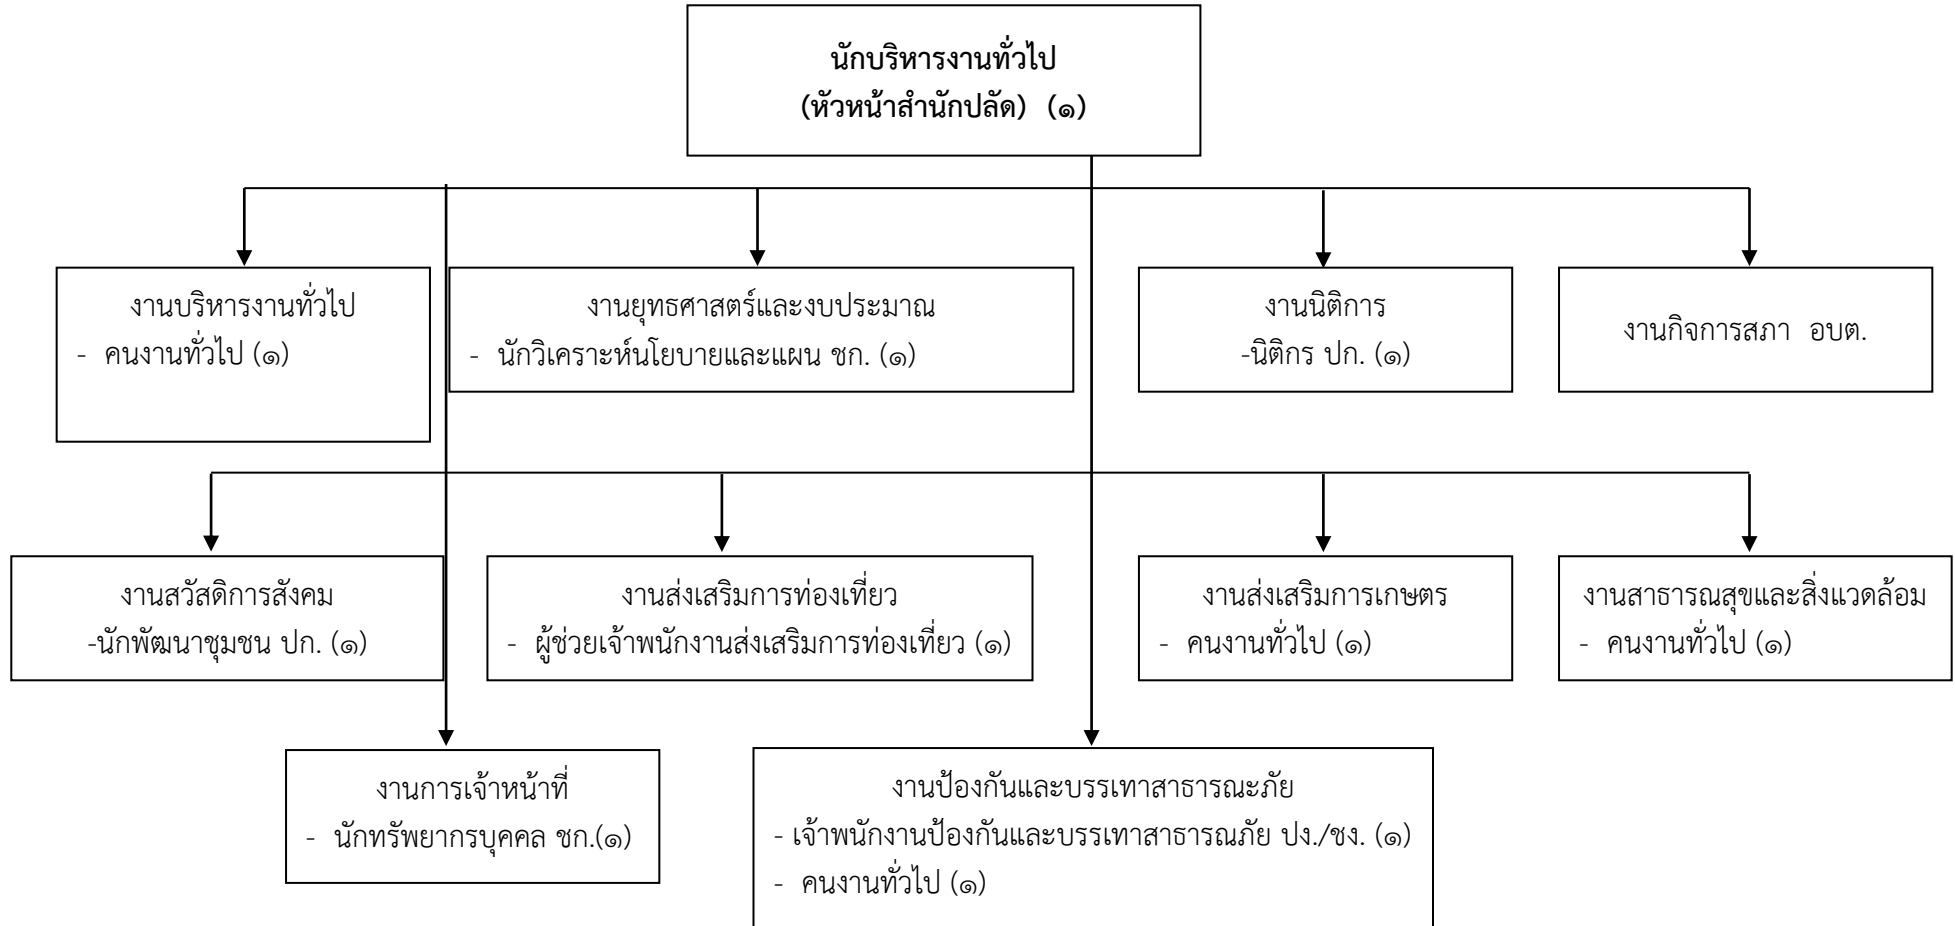 นักบริหารงานทั่วไป
(หัวหน้าสำนักปลัด) (๑)
งานบริหารงานทั่วไป
- คนงานทั่วไป (๑)
งานยุทธศาสตร์และงบประมาณ
- นักวิเคราะห์นโยบายและแผน ชก. (๑)
งานนิติการ
-นิติกร ปก. (๑)
งานกิจการสภา อบต.
งานสวัสดิการสังคม
-นักพัฒนาชุมชน ปก. (๑)
งานส่งเสริมการท่องเที่ยว
- ผู้ช่วยเจ้าพนักงานส่งเสริมการท่องเที่ยว (๑)
งานส่งเสริมการเกษตร
- คนงานทั่วไป (๑)
งานสาธารณสุขและสิ่งแวดล้อม
- คนงานทั่วไป (๑)
งานการเจ้าหน้าที่
- นักทรัพยากรบุคคล ชก.(๑)
งานป้องกันและบรรเทาสาธารณะภัย
- เจ้าพนักงานป้องกันและบรรเทาสาธารณภัย ปง./ชง. (๑)
- คนงานทั่วไป (๑)